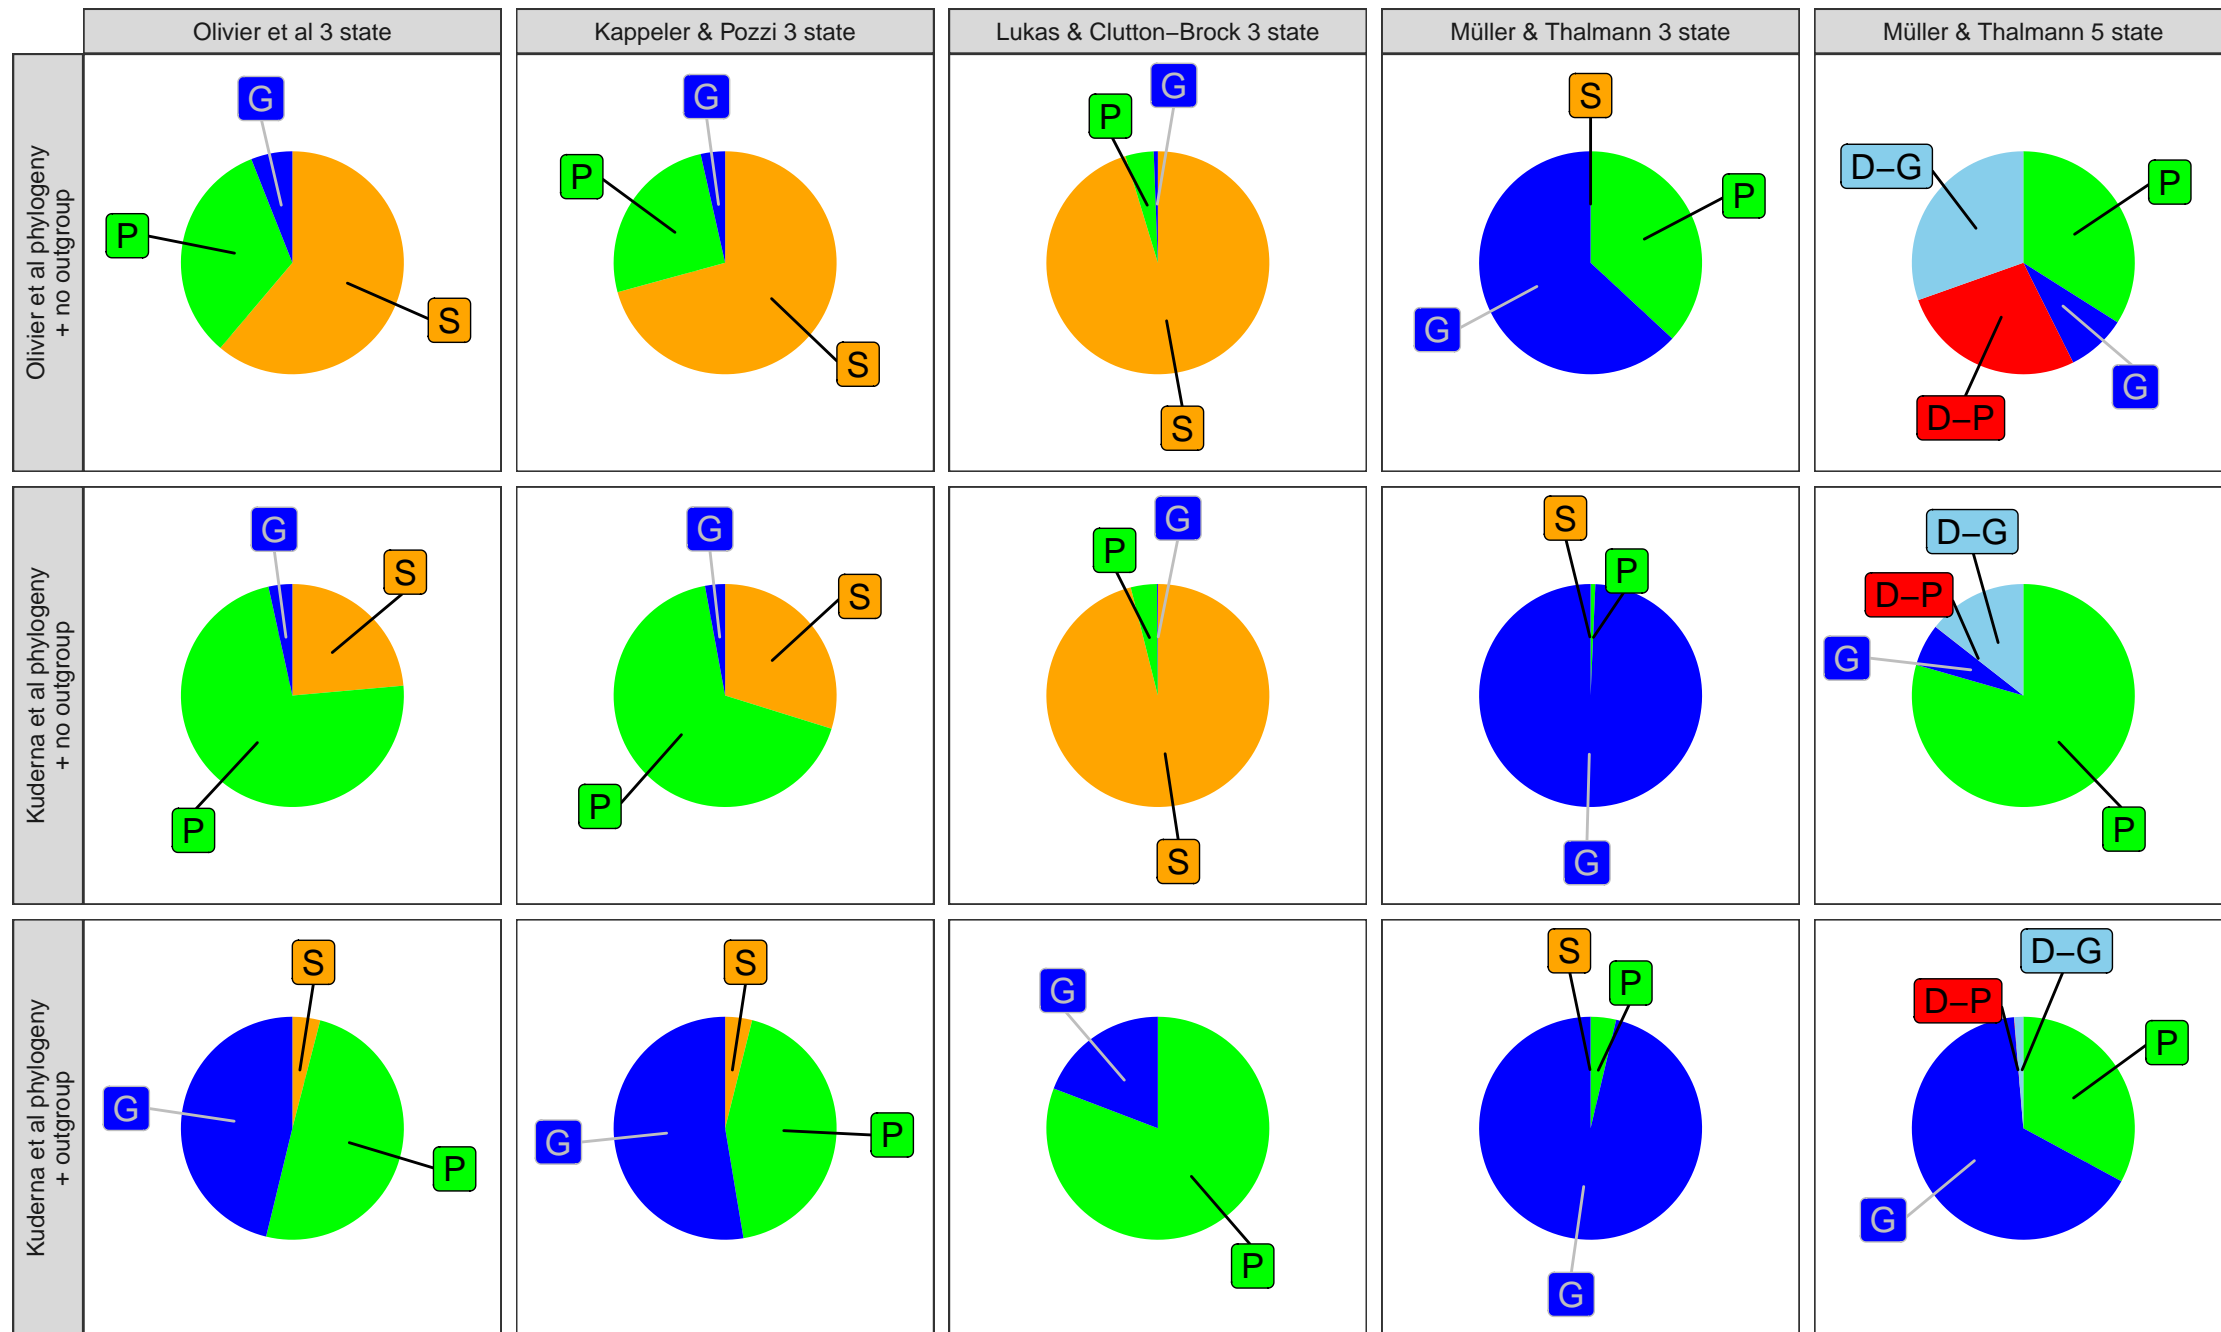 Olivier et al 3 state
Kappeler & Pozzi 3 state
Lukas & Clutton−Brock 3 state
Müller & Thalmann 3 state
Müller & Thalmann 5 state
Olivier et al phylogeny
+ no outgroup
G
P
S
G
P
S
G
P
S
S
P
G
D−G
P
G
D−P
Kuderna et al phylogeny
+ no outgroup
G
S
P
G
S
P
G
P
S
S
P
G
D−G
D−P
G
P
Kuderna et al phylogeny
+ outgroup
S
G
P
S
G
P
G
P
S
P
G
D−G
D−P
P
G